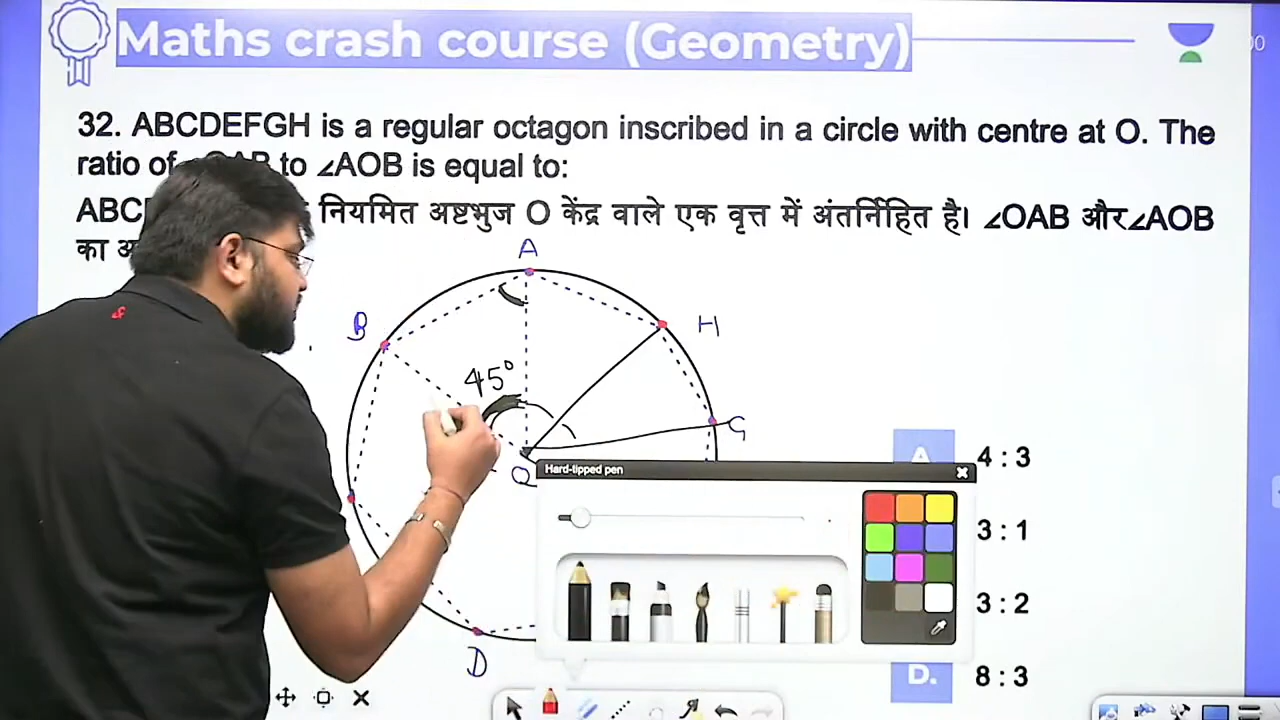 Maths crash course (Geometry)
32. ABCDEFGH is a regular octagon inscribed in a circle with centre at O. The
ratio of to ∠AOB is equal to:
नियमित अष्टभुज O केंद्र वाले एक वृत्त में अंतर्निहित है। ∠OAB और∠AOB
का
A
B
H
45°
G
O
D
Hard-tipped pen
A 4 : 3
3 : 1
3 : 2
D. 8 : 3